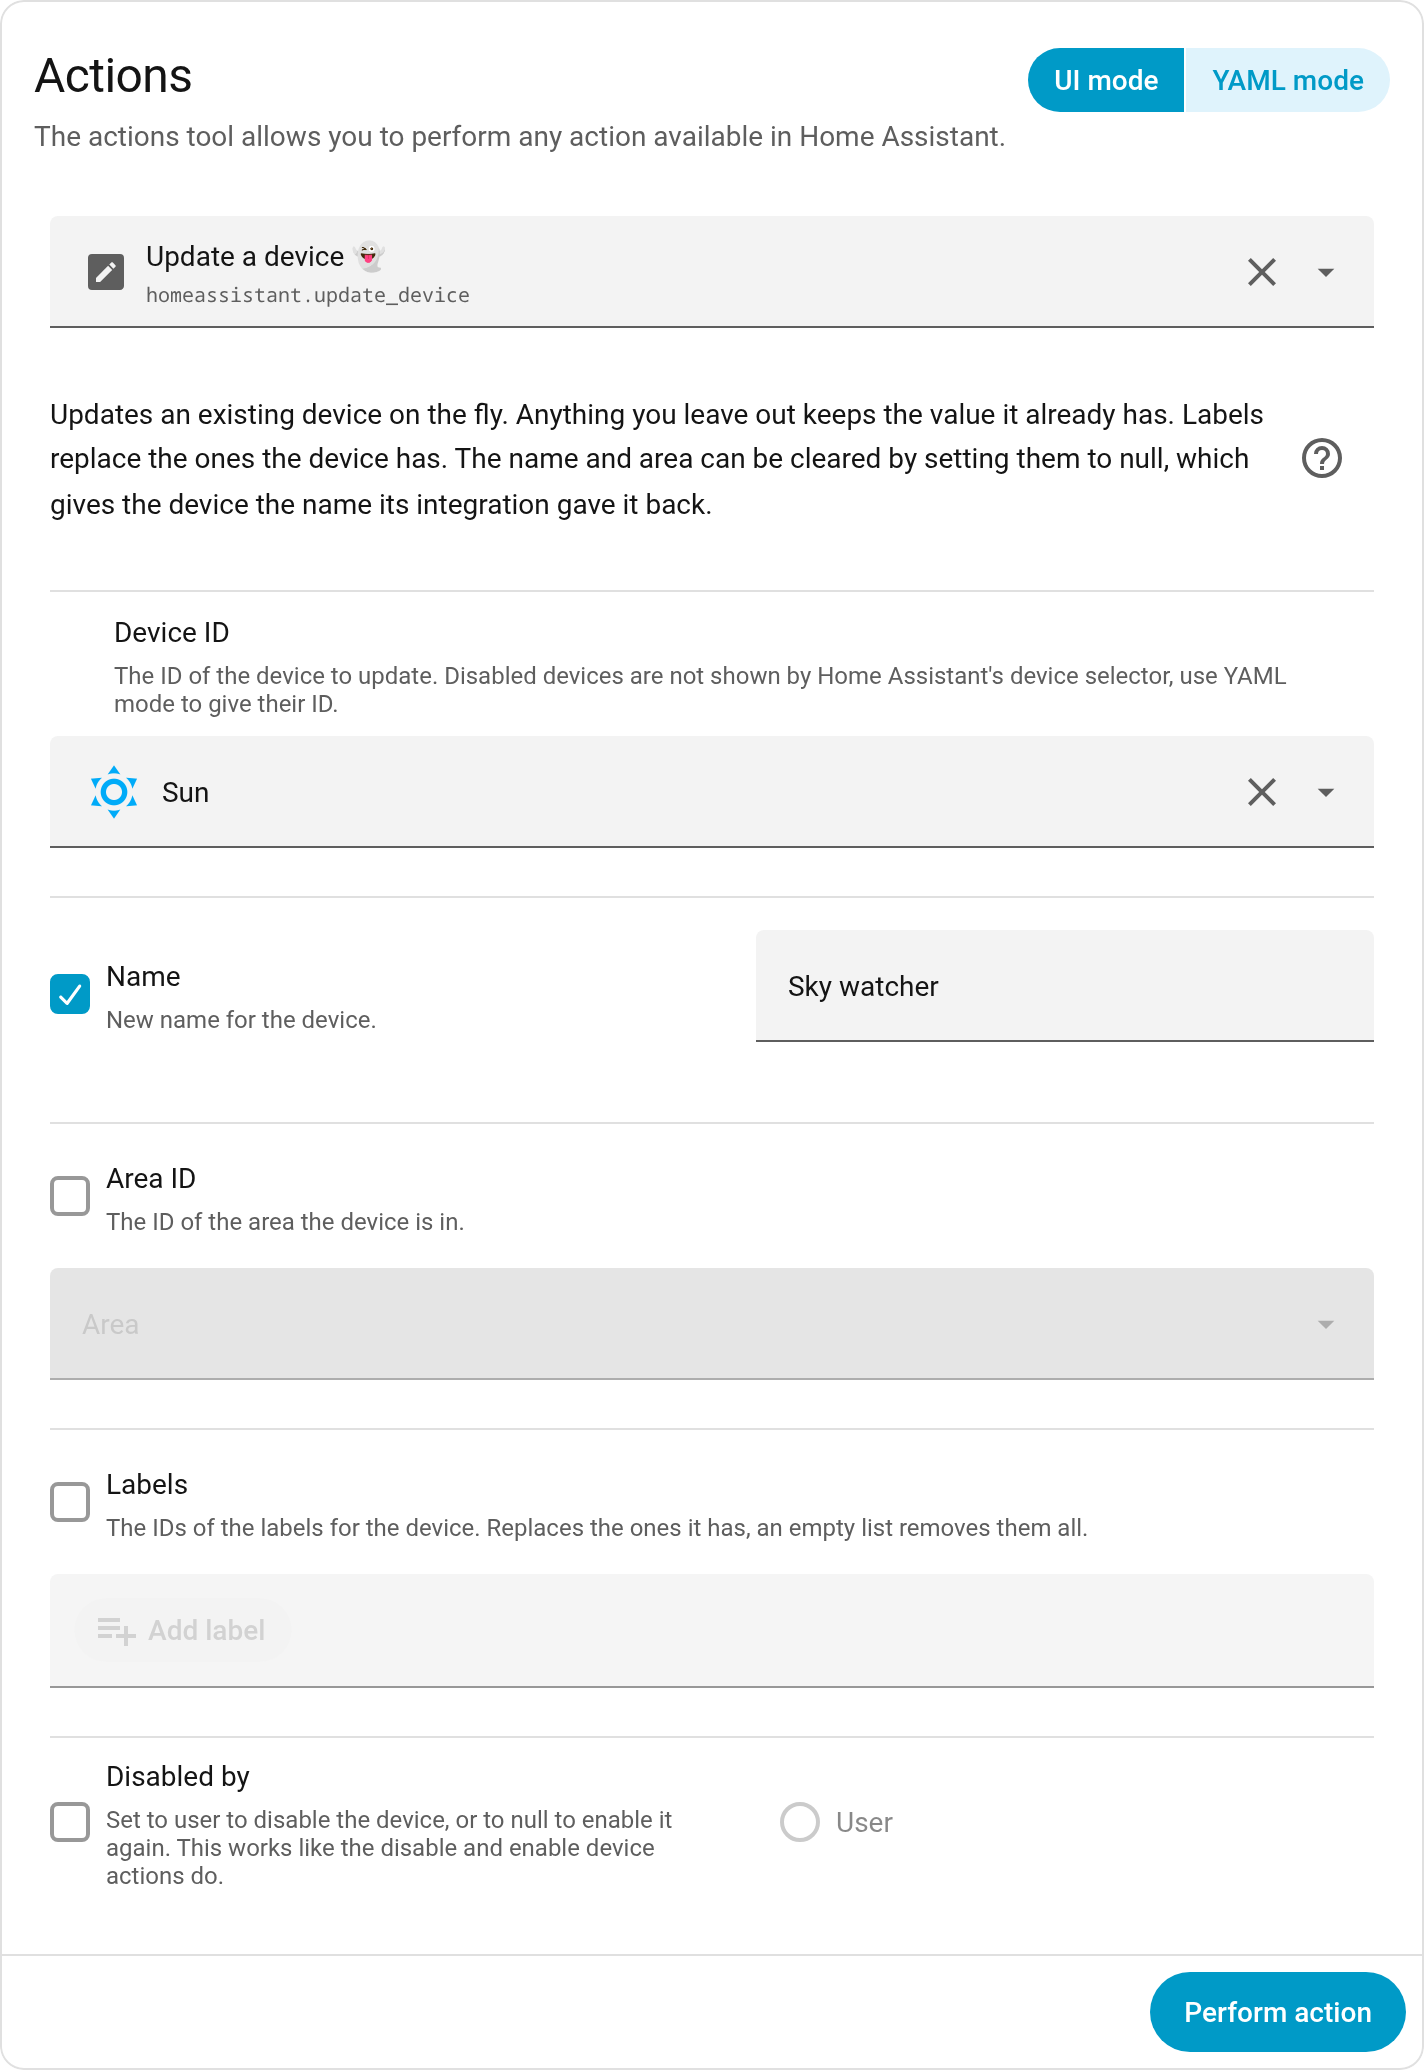 Actions
UI mode
YAML mode
The actions tool allows you to perform any action available in Home Assistant.
Update a device 👻
homeassistant.update_device
Updates an existing device on the fly. Anything you leave out keeps the value it already has. Labels
replace the ones the device has. The name and area can be cleared by setting them to null, which
gives the device the name its integration gave it back.
Device ID
The ID of the device to update. Disabled devices are not shown by Home Assistant's device selector, use YAML
mode to give their ID.
Sun
Name
New name for the device.
Sky watcher
Area ID
The ID of the area the device is in.
Area
Labels
The IDs of the labels for the device. Replaces the ones it has, an empty list removes them all.
Add label
Disabled by
Set to user to disable the device, or to null to enable it
again. This works like the disable and enable device
actions do.
User
Perform action